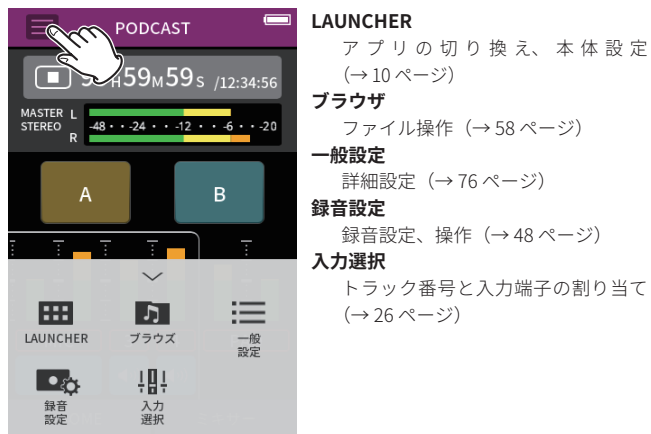 PODCAST
H59M59S /12:34:56
MASTER L
STEREO
R
-48・・-24・・・-12・・・-6・・-20
A
B
LAUNCHER
ブラウズ
一般
設定
録音
設定
入力
選択
LAUNCHER
アプリの切り換え、本体設定
(→10 ページ)
ブラウザ
ファイル操作(→58 ページ)
一般設定
詳細設定(→76 ページ)
録音設定
録音設定、操作(→48 ページ)
入力選択
トラック番号と入力端子の割り当て
(→26 ページ)